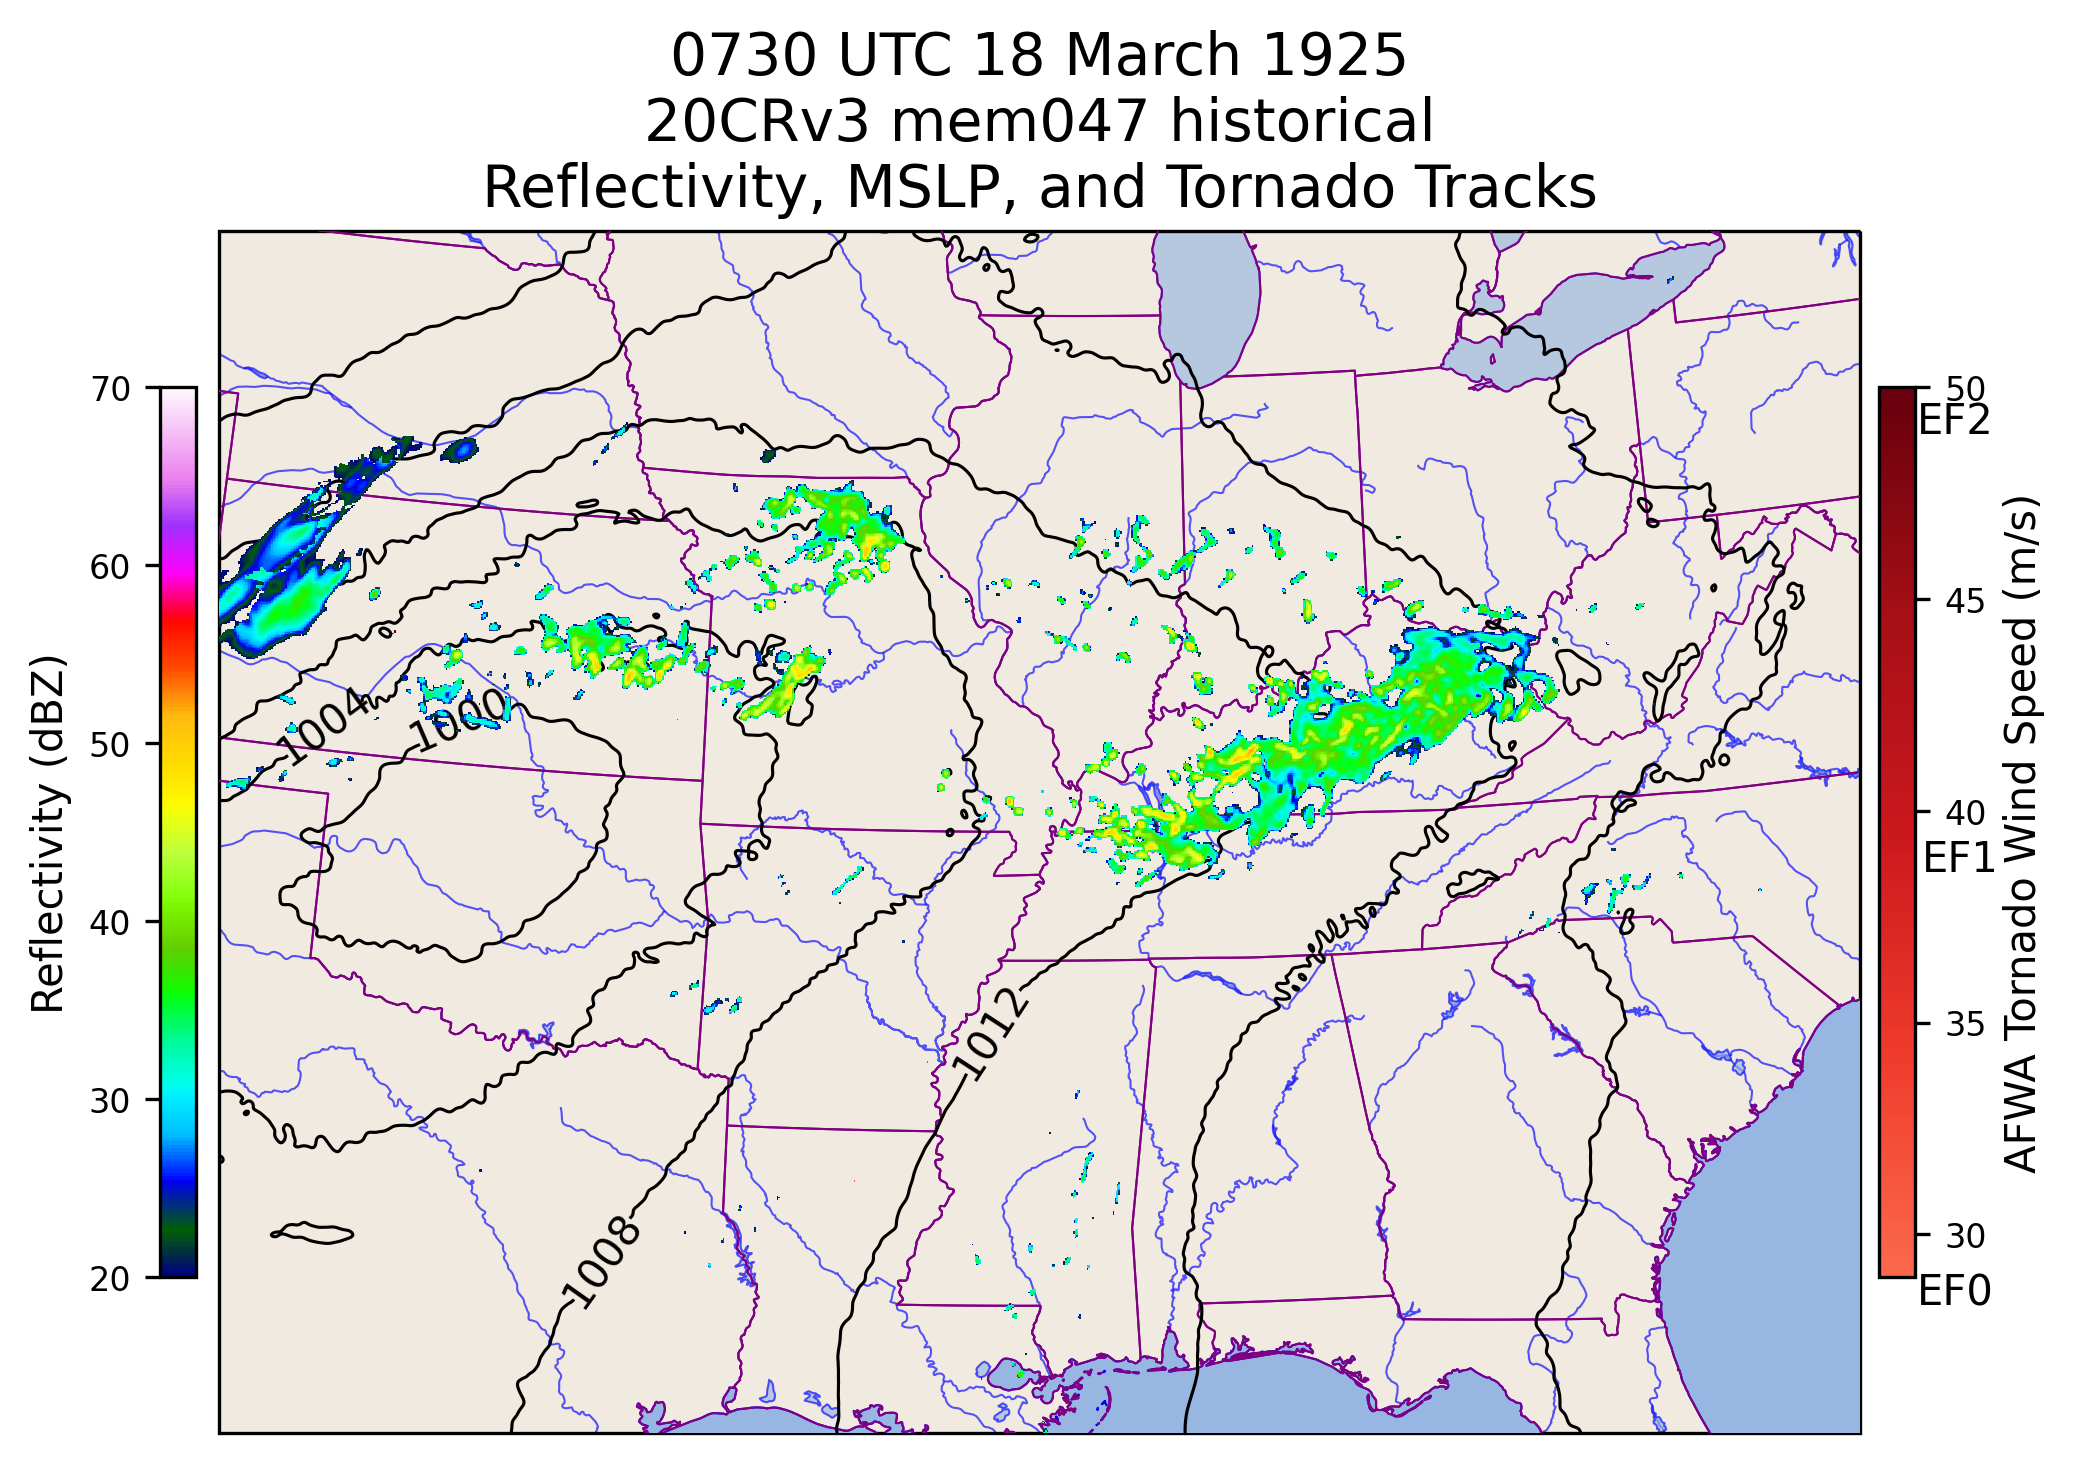 0730 UTC 18 March 1925
20CRv3 mem047 historical
Reflectivity, MSLP, and Tornado Tracks
70
60
50
40
30
20
Reflectivity (dBZ)
1004
1000
1012
1008
50
EF2
45
40
EF1
35
30
EF0
AFWA Tornado Wind Speed (m/s)